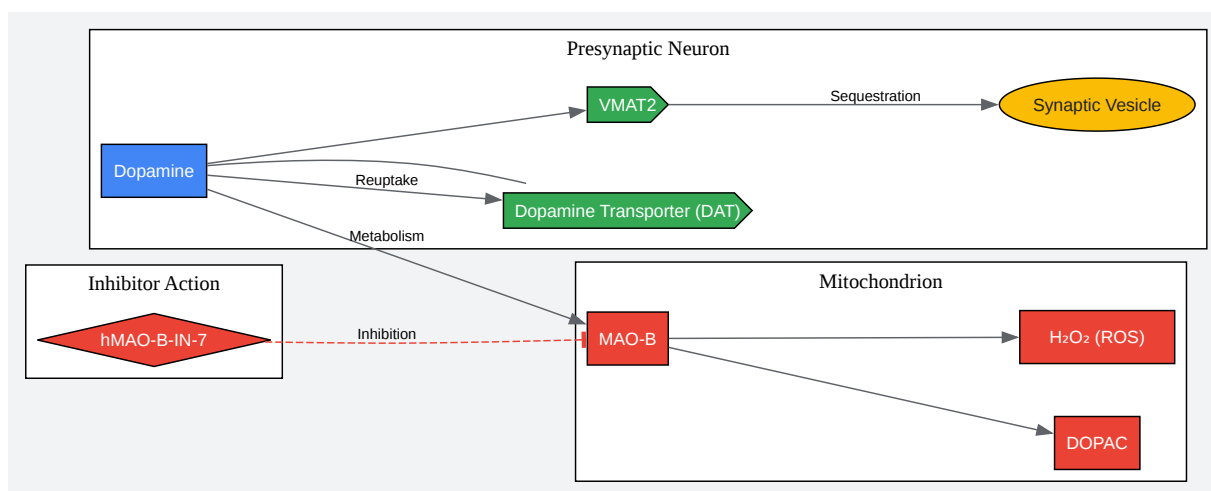 Presynaptic Neuron
VMAT2
Sequestration
Synaptic Vesicle
Dopamine
Reuptake
Dopamine Transporter (DAT)
Metabolism
Inhibitor Action
hMAO-B-IN-7
Inhibition
Mitochondrion
MAO-B
H₂O₂ (ROS)
DOPAC